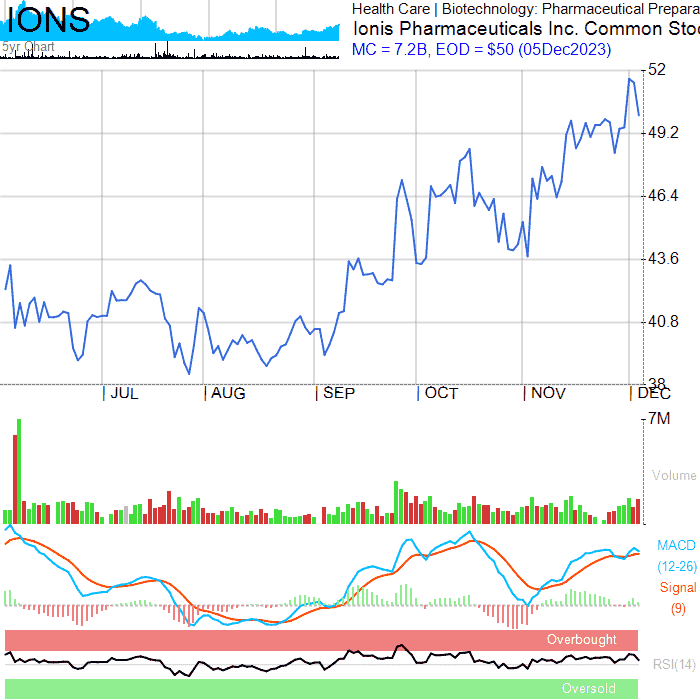 IONS
5yr Chart
Health Care | Biotechnology: Pharmaceutical Prepara
Ionis Pharmaceuticals Inc. Common Stoc
MC = 7.2B, EOD = $50 (05Dec2023)
52
49.2
46.4
43.6
40.8
38
JUL AUG SEP OCT NOV DEC
7M
Volume
MACD
(12-26)
Signal
(9)
Overbought
RSI(14)
Oversold